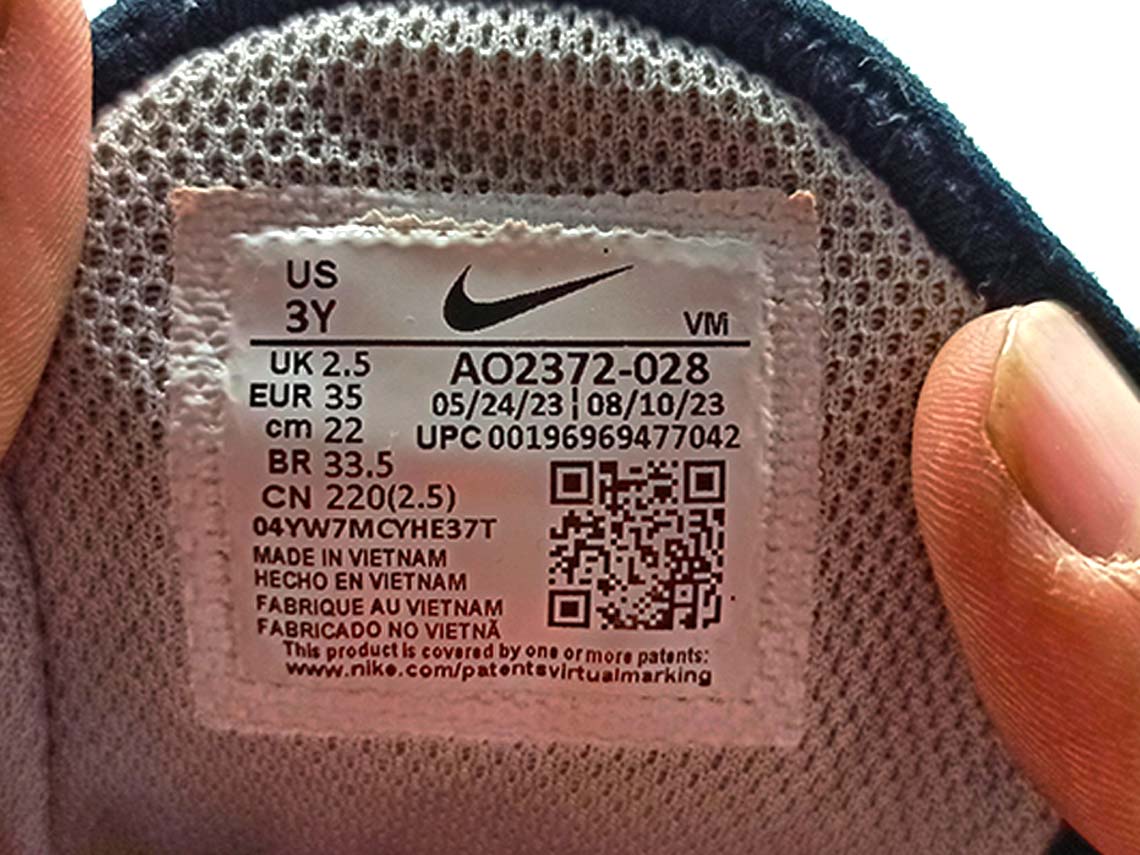 US
3Y
VM
UK 2.5
EUR 35
cm 22
BR 33.5
CN 220(2.5)
AO2372-028
05/24/23 ¦ 08/10/23
UPC 00196969477042
04YW7MCYHE37T
MADE IN VIETNAM
HECHO EN VIETNAM
FABRIQUE AU VIETNAM
FABRICADO NO VIETNÃ
This product is covered by one or more patents:
www.nike.com/patentsvirtualmarking